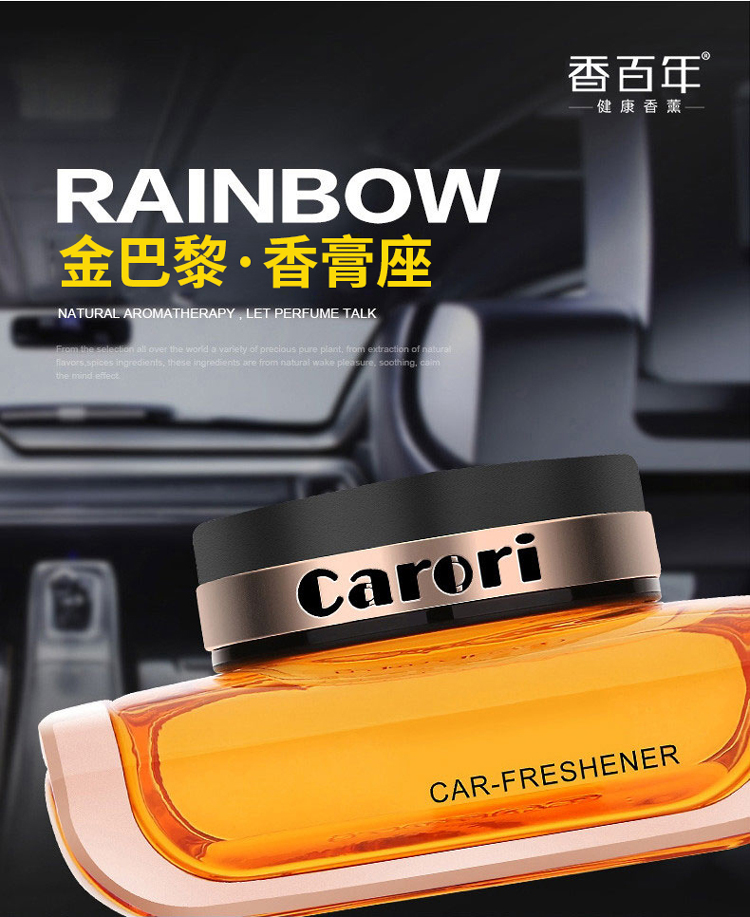 香百年®
健康香薰
RAINBOW
金巴黎·香膏座
NATURAL AROMATHERAPY , LET PERFUME TALK
From the selection all over the world a variety of precious pure plant, from extraction of natural
flavors,spices ingredients, these ingredients are from natural wake pleasure, soothing, calm
the mind effect.
Carori
CAR-FRESHENER